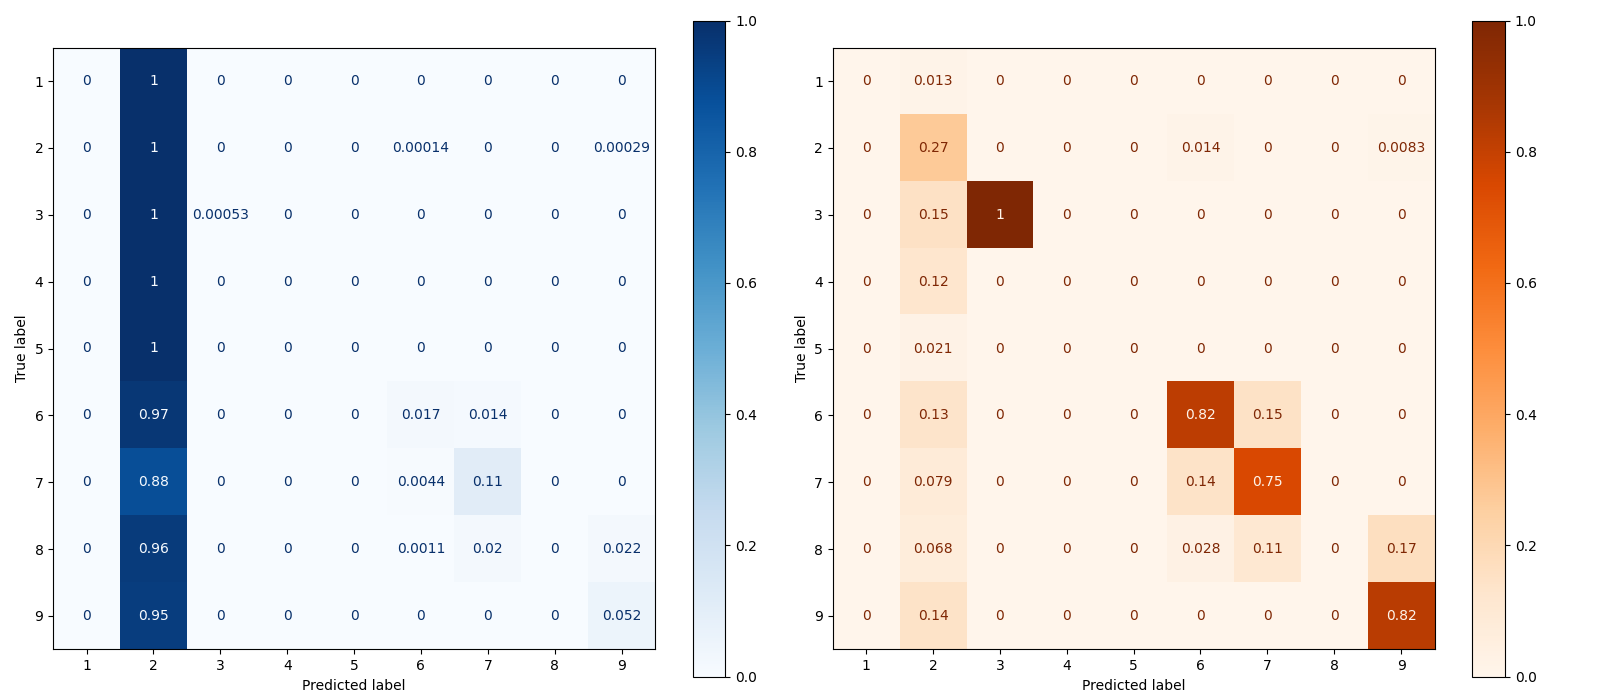 1 0 1 0 0 0 0 0 0 0
2 0 1 0 0 0 0.00014 0 0 0.00029
3 0 1 0.00053 0 0 0 0 0 0
4 0 1 0 0 0 0 0 0 0
5 0 1 0 0 0 0 0 0 0
6 0 0.97 0 0 0 0.017 0.014 0 0
7 0 0.88 0 0 0 0.0044 0.11 0 0
8 0 0.96 0 0 0 0.0011 0.02 0 0.022
9 0 0.95 0 0 0 0 0 0 0.052
1 2 3 4 5 6 7 8 9
Predicted label
True label
1.0
0.8
0.6
0.4
0.2
0.0
1 0 0.013 0 0 0 0 0 0 0
2 0 0.27 0 0 0 0.014 0 0 0.0083
3 0 0.15 1 0 0 0 0 0 0
4 0 0.12 0 0 0 0 0 0 0
5 0 0.021 0 0 0 0 0 0 0
6 0 0.13 0 0 0 0.82 0.15 0 0
7 0 0.079 0 0 0 0.14 0.75 0 0
8 0 0.068 0 0 0 0.028 0.11 0 0.17
9 0 0.14 0 0 0 0 0 0 0.82
1 2 3 4 5 6 7 8 9
Predicted label
True label
1.0
0.8
0.6
0.4
0.2
0.0